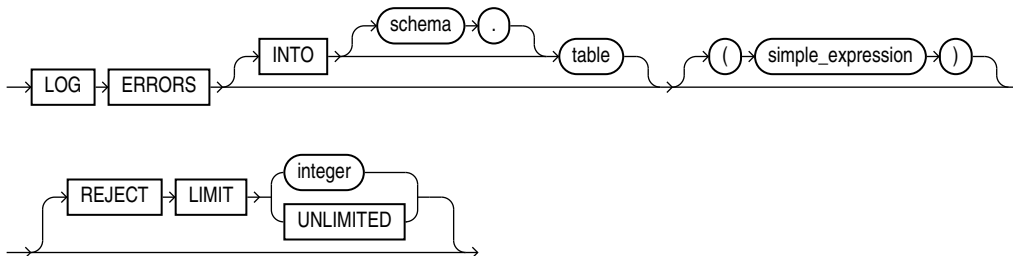 schema .
INTO table ( simple_expression )
LOG ERRORS
integer
REJECT LIMIT
UNLIMITED